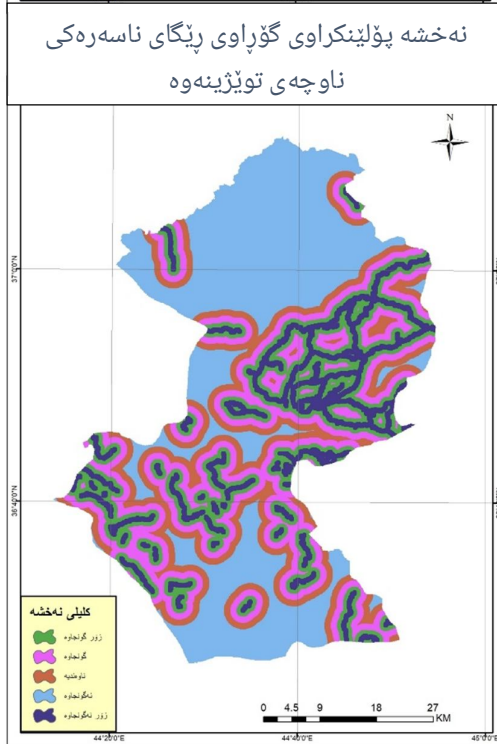 نەخشە پۆلێنکراوی گۆڕاوی ڕێگای ناسەرەکی
ناوچەی توێژینەوە
N
37°0'0"N
36°40'0"N
کلیلی نەخشە
زۆر گونجاوە
گونجاوە
ناوەندیە
نەگونجاوە
زۆر نەگونجاوە
0 4.5 9 18 27
KM
44°20'0"E 44°40'0"E 45°0'0"E